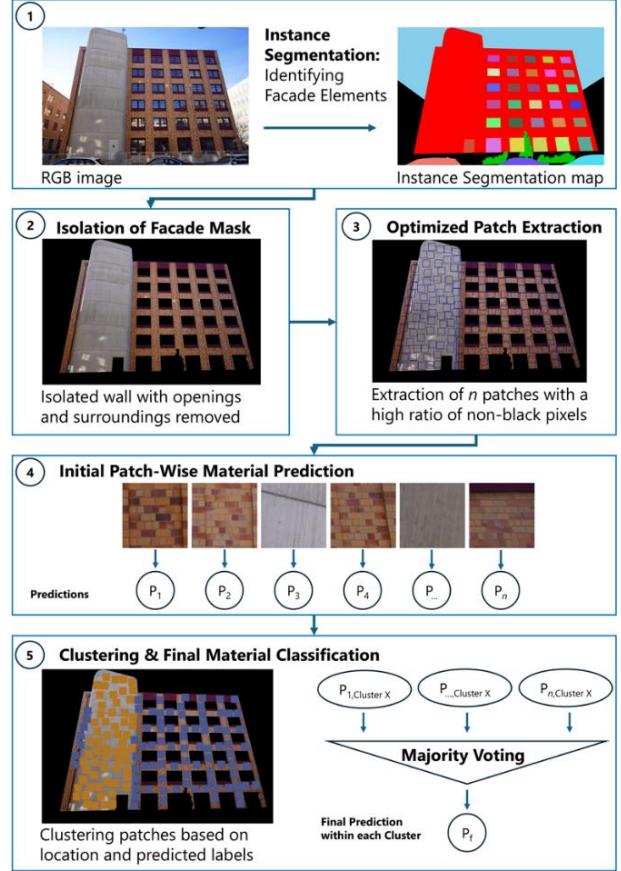 1
Instance
Segmentation:
Identifying
Facade Elements
RGB image
Instance Segmentation map
2
Isolation of Facade Mask
Isolated wall with openings
and surroundings removed
3
Optimized Patch Extraction
Extraction of n patches with a
high ratio of non-black pixels
4
Initial Patch-Wise Material Prediction
Predictions
P1
P2
P3
P4
P...
Pn
5
Clustering & Final Material Classification
Clustering patches based on
location and predicted labels
P1,Cluster X
P...,Cluster X
Pn,Cluster X
Majority Voting
Final Prediction
within each Cluster
Pf